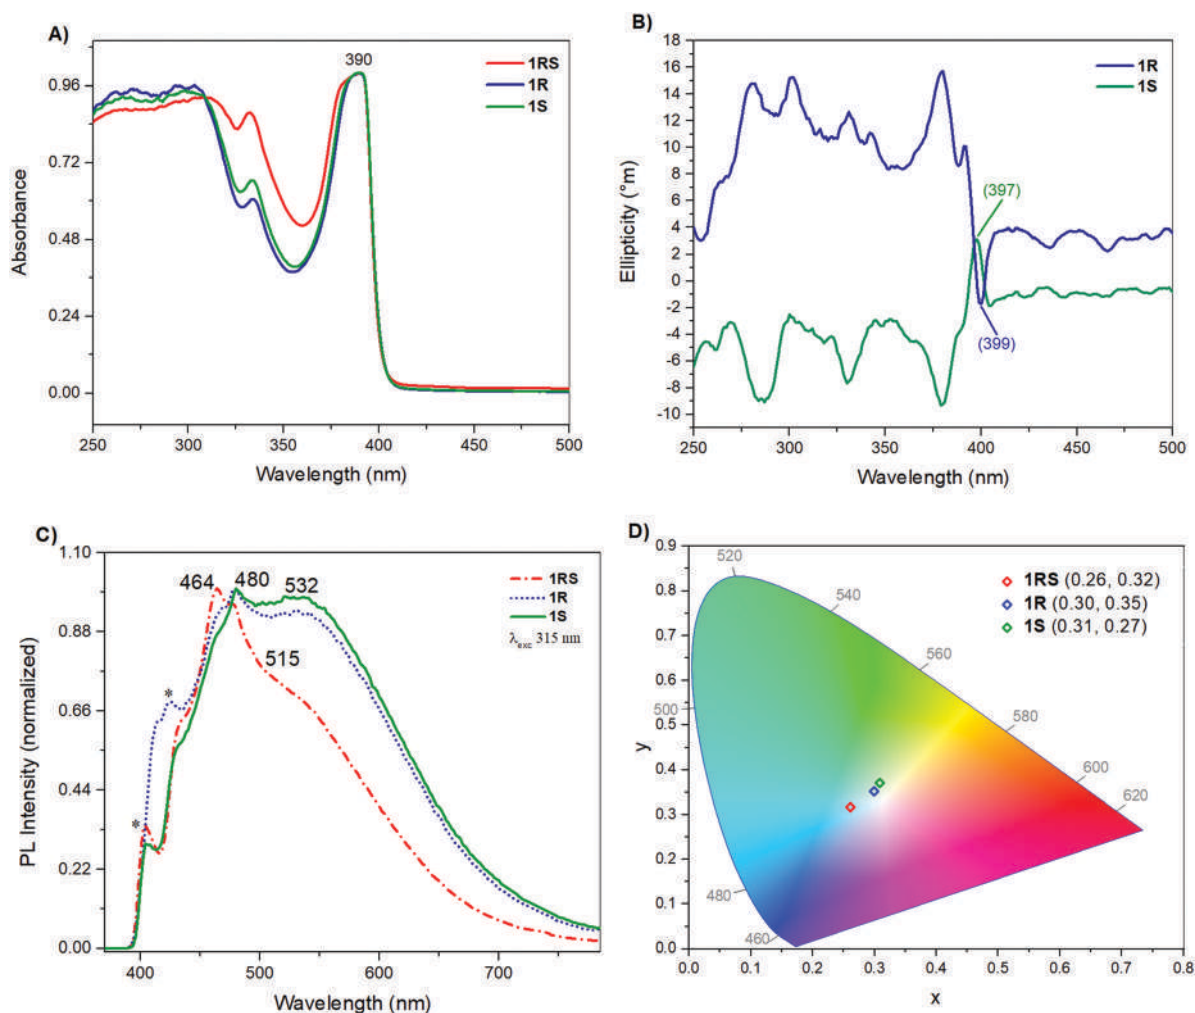 A)
390
1RS
1R
1S
0.96
0.72
0.48
0.24
0.00
Absorbance
250 300 350 400 450 500
Wavelength (nm)
B)
18
16
14
12
10
8
6
4
2
0
-2
-4
-6
-8
-10
1R
1S
(397)
(399)
Ellipticity (°m)
250 300 350 400 450 500
Wavelength (nm)
C)
1.10
0.88
0.66
0.44
0.22
0.00
464 480 532
515
*
*
1RS
1R
1S
λexc 315 nm
PL Intensity (normalized)
400 500 600 700
Wavelength (nm)
D)
0.9
0.8
0.7
0.6
0.5
0.4
0.3
0.2
0.1
0.0
520
540
560
500
580
600
620
480
460
1RS (0.26, 0.32)
1R (0.30, 0.35)
1S (0.31, 0.27)
y
0.0 0.1 0.2 0.3 0.4 0.5 0.6 0.7 0.8
x